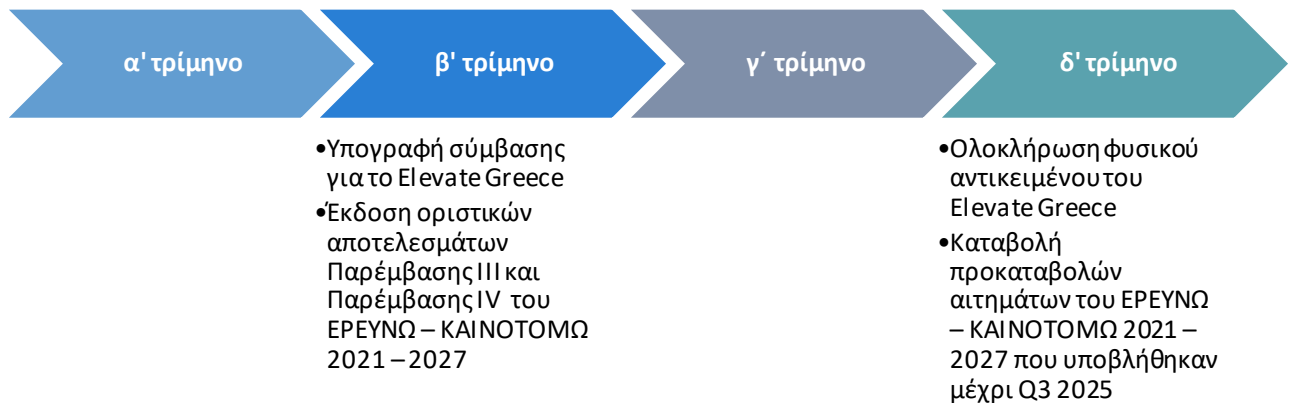 α' τρίμηνο
β' τρίμηνο
γ΄ τρίμηνο
δ' τρίμηνο
•Υπογραφή σύμβασης
για το Elevate Greece
•Έκδοση οριστικών
αποτελεσμάτων
Παρέμβασης III και
Παρέμβασης IV του
ΕΡΕΥΝΩ – ΚΑΙΝΟΤΟΜΩ
2021 – 2027
•Ολοκλήρωση φυσικού
αντικειμένου του
Elevate Greece
•Καταβολή
προκαταβολών
αιτημάτων του ΕΡΕΥΝΩ
– ΚΑΙΝΟΤΟΜΩ 2021 –
2027 που υποβλήθηκαν
μέχρι Q3 2025